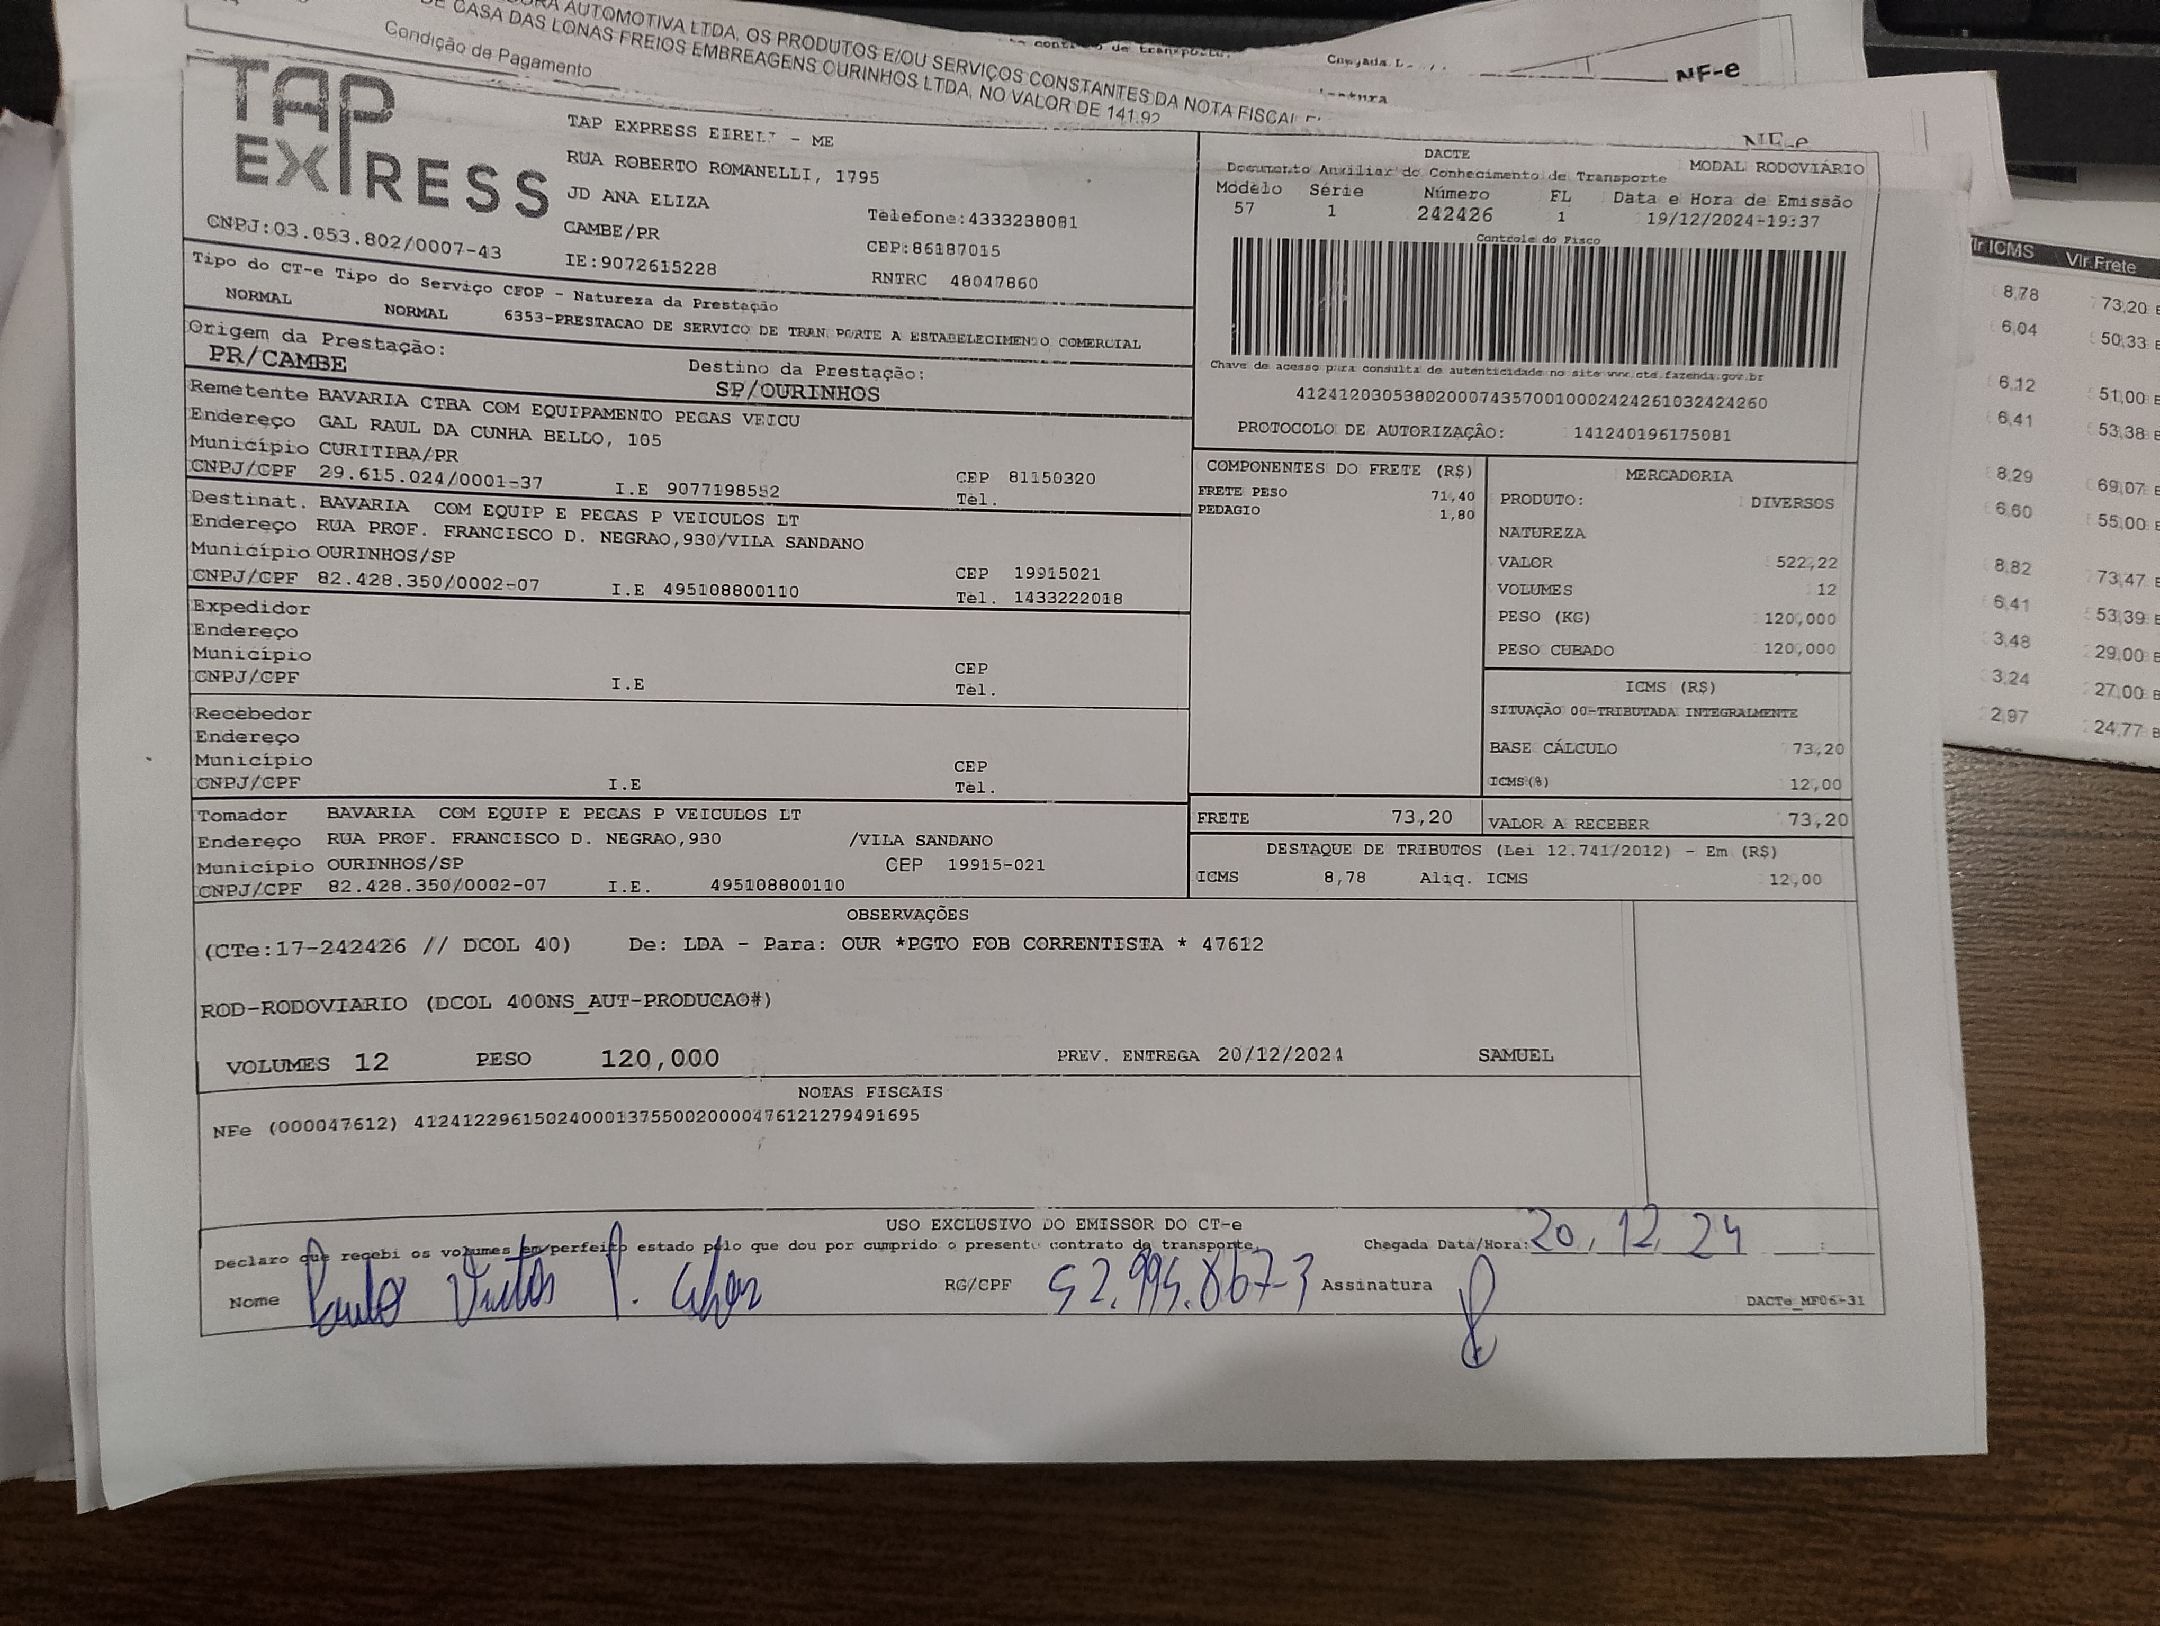 AUTOMOTIVA LTDA, OS PRODUTOS E/OU SERVIÇOS CONSTANTES DA NOTA FISCAL
DE CASA DAS LONAS FREIOS EMBREAGENS OURINHOS LTDA, NO VALOR DE 141.92
Condição de Pagamento
NF-e
NF-e
TAP EXPRESS
CNPJ:03.053.802/0007-43
TAP EXPRESS EIRELI - ME
RUA ROBERTO ROMANELLI, 1795
JD ANA ELIZA
CAMBE/PR
IE:9072615228
Telefone:4333238081
CEP:86187015
RNTRC 48047860
DACTE
Documento Auxiliar do Conhecimento de Transporte MODAL RODOVIÁRIO
Modelo Série Número FL Data e Hora de Emissão
57 1 242426 1 19/12/2024-19:37
Controle do Fisco
Chave de acesso para consulta de autenticidade no site www.cte.fazenda.gov.br
41241203053802000743570010002424261032424260
PROTOCOLO DE AUTORIZAÇÃO: 141240196175081
Tipo do CT-e Tipo do Serviço CFOP - Natureza da Prestação
NORMAL NORMAL 6353-PRESTACAO DE SERVICO DE TRANSPORTE A ESTABELECIMENTO COMERCIAL
Origem da Prestação: Destino da Prestação:
PR/CAMBE SP/OURINHOS
Remetente BAVARIA CTBA COM EQUIPAMENTO PECAS VEICU
Endereço GAL RAUL DA CUNHA BELLO, 105
Município CURITIBA/PR CEP 81150320
CNPJ/CPF 29.615.024/0001-37 I.E 9077198552 Tel.
Destinat. BAVARIA COM EQUIP E PECAS P VEICULOS LT
Endereço RUA PROF. FRANCISCO D. NEGRAO,930/VILA SANDANO
Município OURINHOS/SP CEP 19915021
CNPJ/CPF 82.428.350/0002-07 I.E 495108800110 Tel. 1433222018
Expedidor
Endereço
Município CEP
CNPJ/CPF I.E Tel.
Recebedor
Endereço
Município CEP
CNPJ/CPF I.E Tel.
Tomador BAVARIA COM EQUIP E PECAS P VEICULOS LT
Endereço RUA PROF. FRANCISCO D. NEGRAO,930 /VILA SANDANO
Município OURINHOS/SP CEP 19915-021
CNPJ/CPF 82.428.350/0002-07 I.E. 495108800110
COMPONENTES DO FRETE (R$)
FRETE PESO 71,40
PEDAGIO 1,80
MERCADORIA
PRODUTO: DIVERSOS
NATUREZA
VALOR 522,22
VOLUMES 12
PESO (KG) 120,000
PESO CUBADO 120,000
ICMS (R$)
SITUAÇÃO 00-TRIBUTADA INTEGRALMENTE
BASE CÁLCULO 73,20
ICMS(%) 12,00
FRETE 73,20 VALOR A RECEBER 73,20
DESTAQUE DE TRIBUTOS (Lei 12.741/2012) - Em (R$)
ICMS 8,78 Aliq. ICMS 12,00
OBSERVAÇÕES
(CTe:17-242426 // DCOL 40) De: LDA - Para: OUR *PGTO FOB CORRENTISTA * 47612
ROD-RODOVIARIO (DCOL 400NS_AUT-PRODUCAO#)
VOLUMES 12 PESO 120,000 PREV. ENTREGA 20/12/2024 SAMUEL
NOTAS FISCAIS
NFe (000047612) 41241229615024000137550020000476121279491695
USO EXCLUSIVO DO EMISSOR DO CT-e
Declaro que recebi os volumes em perfeito estado pelo que dou por cumprido o presente contrato de transporte. Chegada Data/Hora: 20,12,24
Nome RG/CPF 52.995.867-3 Assinatura
DACTe_MF06-31
Vlr ICMS Vlr.Frete
8,78 73,20
6,04 50,33
6,12 51,00
6,41 53,38
8,29 69,07
6,60 55,00
8,82 73,47
6,41 53,39
3,48 29,00
3,24 27,00
2,97 24,77